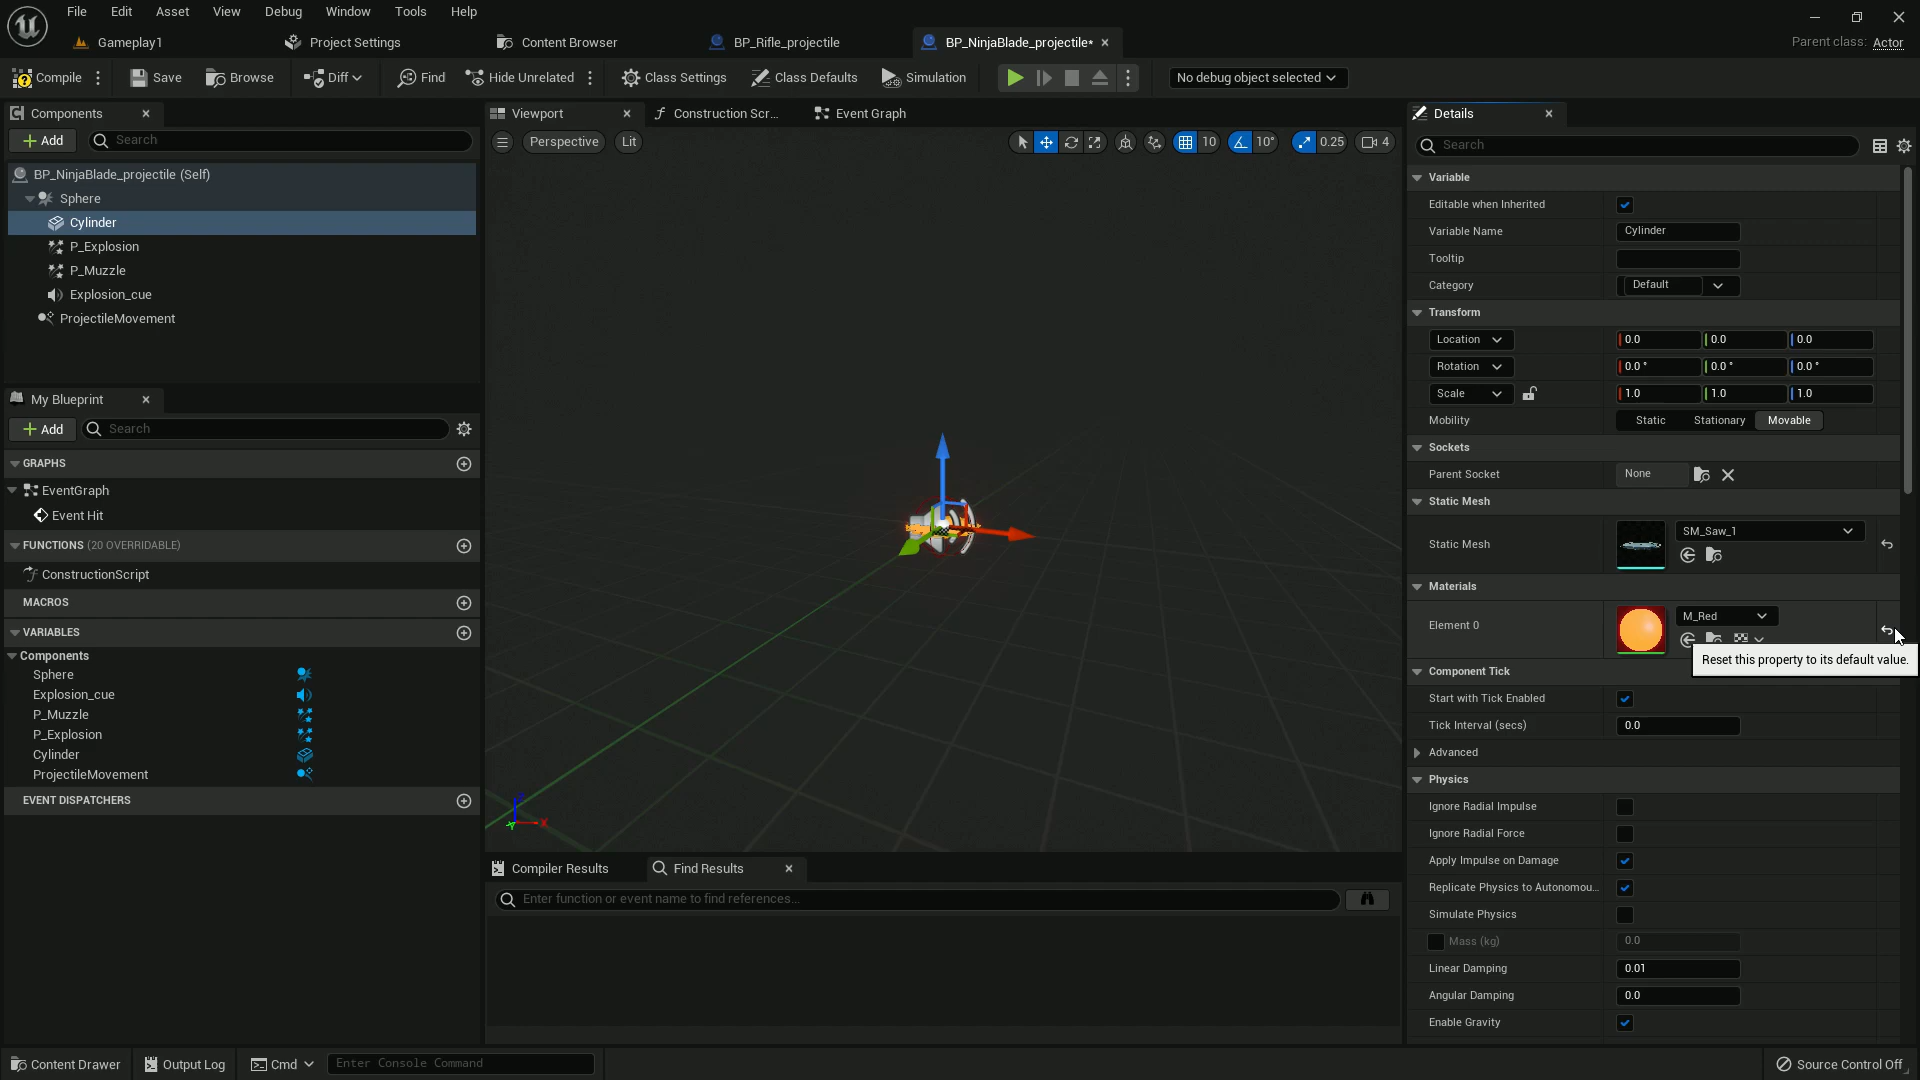 File Edit Asset View Debug Window Tools Help
Gameplay1 Project Settings Content Browser BP_Rifle_projectile BP_NinjaBlade_projectile* Parent class: Actor
Compile Save Browse Diff Find Hide Unrelated Class Settings Class Defaults Simulation No debug object selected
Components
Add Search
BP_NinjaBlade_projectile (Self)
Sphere
Cylinder
P_Explosion
P_Muzzle
Explosion_cue
ProjectileMovement
My Blueprint
Add Search
GRAPHS
EventGraph
Event Hit
FUNCTIONS (20 OVERRIDABLE)
ConstructionScript
MACROS
VARIABLES
Components
Sphere
Explosion_cue
P_Muzzle
P_Explosion
Cylinder
ProjectileMovement
EVENT DISPATCHERS
Viewport Construction Scr... Event Graph
Perspective Lit 10 10° 0.25 4
Compiler Results Find Results
Enter function or event name to find references...
Details
Search
Variable
Editable when Inherited
Variable Name Cylinder
Tooltip
Category Default
Transform
Location 0.0 0.0 0.0
Rotation 0.0 ° 0.0 ° 0.0 °
Scale 1.0 1.0 1.0
Mobility Static Stationary Movable
Sockets
Parent Socket None
Static Mesh
Static Mesh SM_Saw_1
Materials
Element 0 M_Red
Reset this property to its default value.
Component Tick
Start with Tick Enabled
Tick Interval (secs) 0.0
Advanced
Physics
Ignore Radial Impulse
Ignore Radial Force
Apply Impulse on Damage
Replicate Physics to Autonomou...
Simulate Physics
Mass (kg) 0.0
Linear Damping 0.01
Angular Damping 0.0
Enable Gravity
Content Drawer Output Log Cmd Enter Console Command Source Control Off